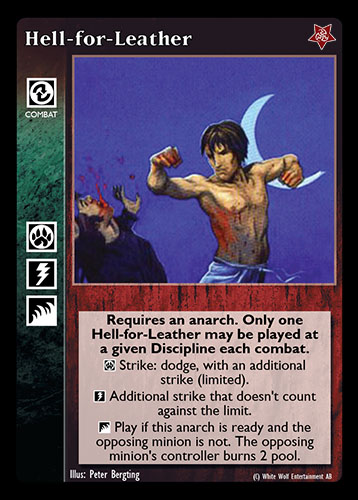 Hell-for-Leather
COMBAT
Requires an anarch. Only one
Hell-for-Leather may be played at
a given Discipline each combat.
Strike: dodge, with an additional
strike (limited).
Additional strike that doesn't count
against the limit.
Play if this anarch is ready and the
opposing minion is not. The opposing
minion's controller burns 2 pool.
Illus: Peter Bergting
(C) White Wolf Entertainment AB